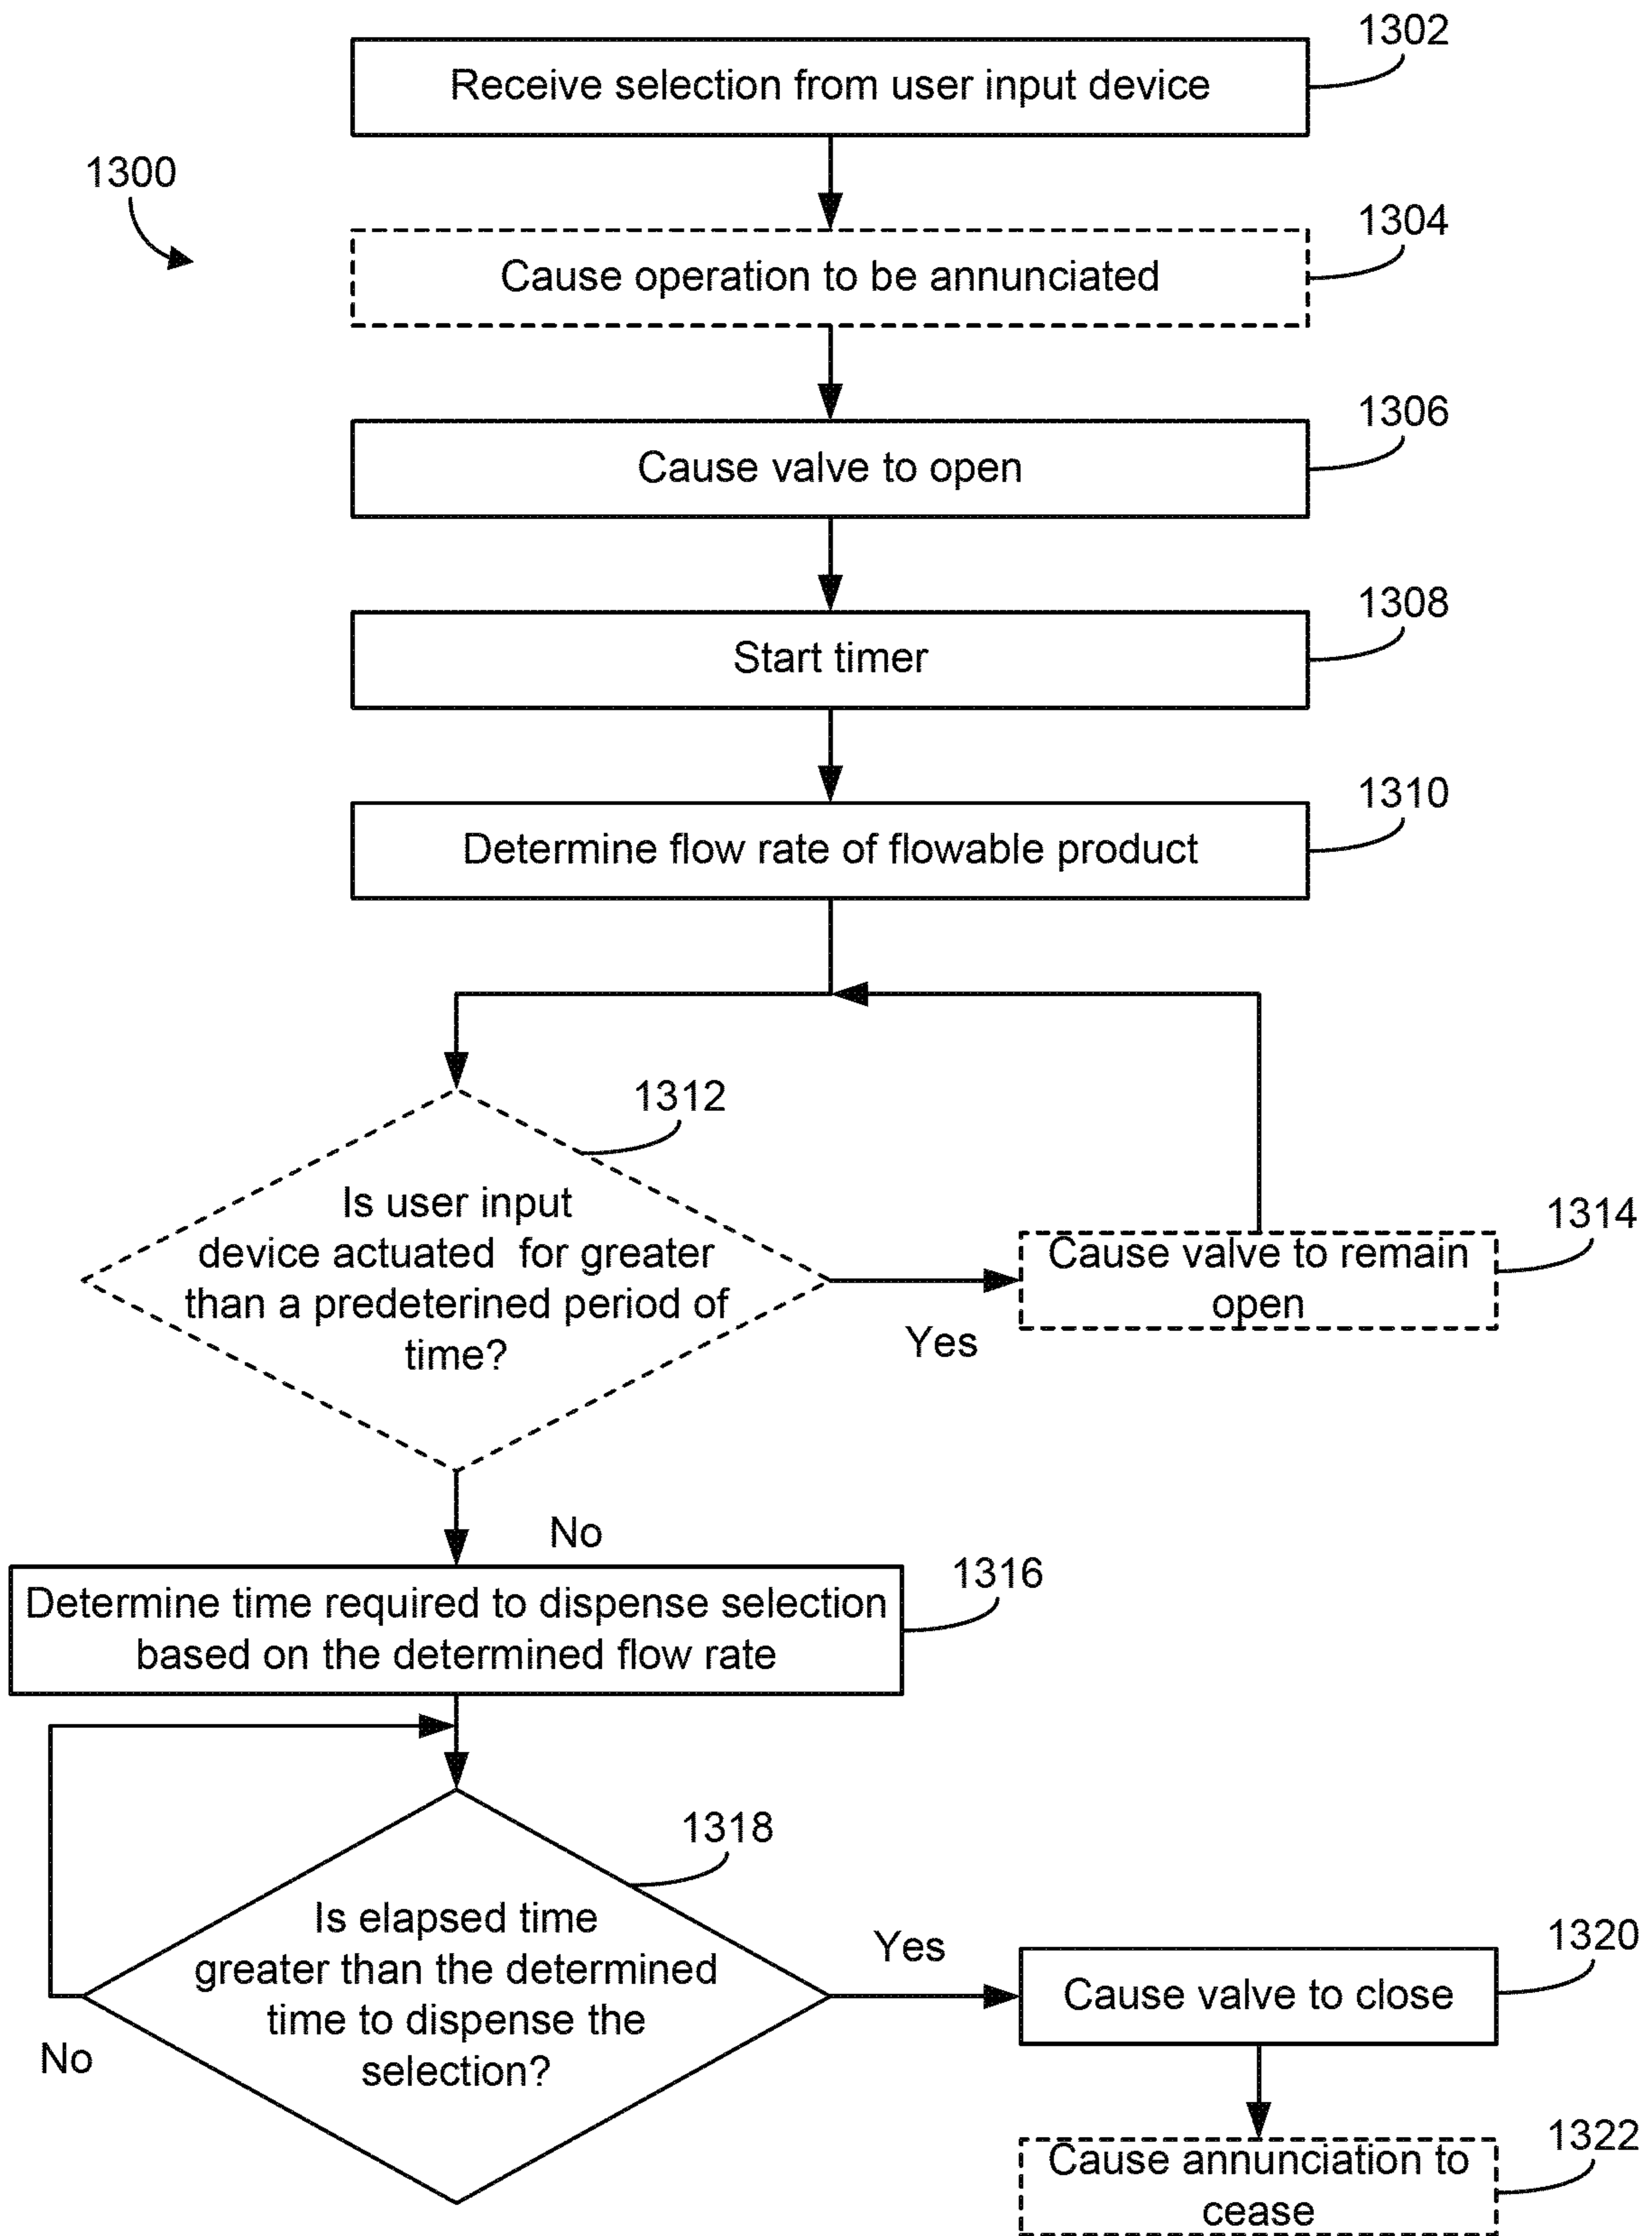 1302
Receive selection from user input device
1300
1304
Cause operation to be annunciated
1306
Cause valve to open
1308
Start timer
1310
Determine flow rate of flowable product
1312
Is user input
device actuated for greater
than a predeterined period of
time?
Yes
1314
Cause valve to remain
open
No
1316
Determine time required to dispense selection
based on the determined flow rate
1318
Is elapsed time
greater than the determined
time to dispense the
selection?
No
Yes
1320
Cause valve to close
1322
Cause annunciation to
cease